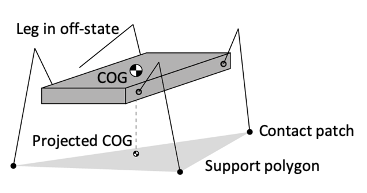 Leg in off-state
COG
Projected COG
Contact patch
Support polygon